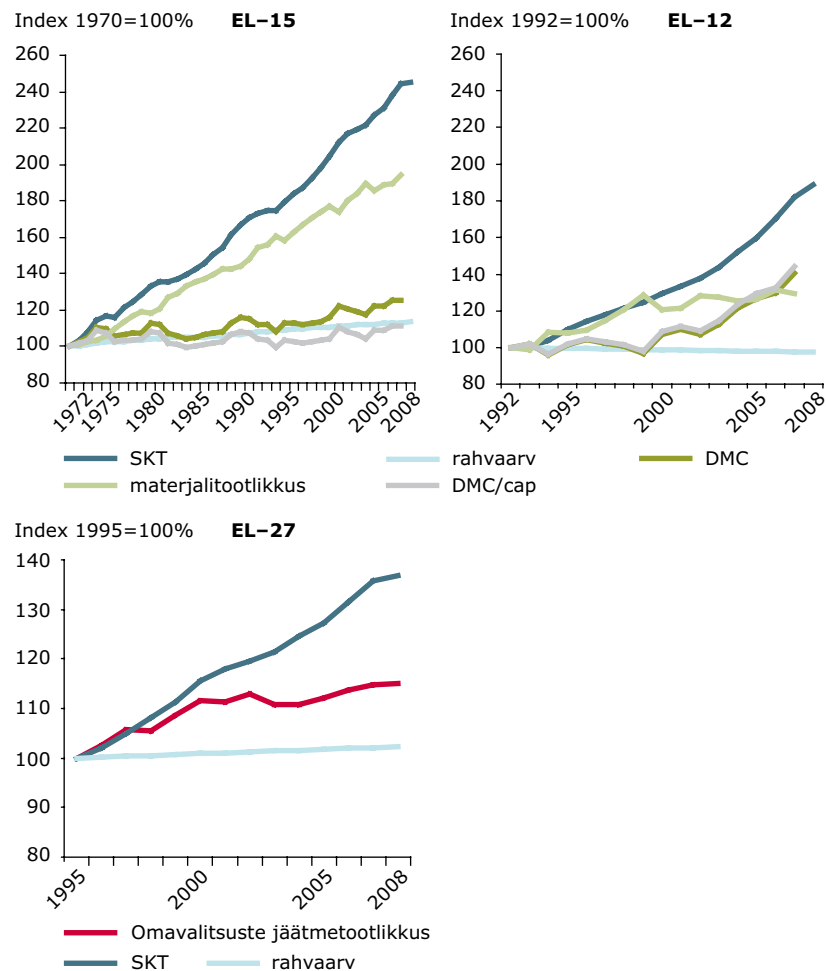 Index 1970=100% EL–15
260
240
220
200
180
160
140
120
100
80
1972 1975 1980 1985 1990 1995 2000 2005 2008
Index 1992=100% EL–12
260
240
220
200
180
160
140
120
100
80
1992 1995 2000 2005 2008
SKT rahvaarv DMC
materjalitootlikkus DMC/cap
Index 1995=100% EL–27
140
130
120
110
100
90
80
1995 2000 2005 2008
Omavalitsuste jäätmetootlikkus
SKT rahvaarv